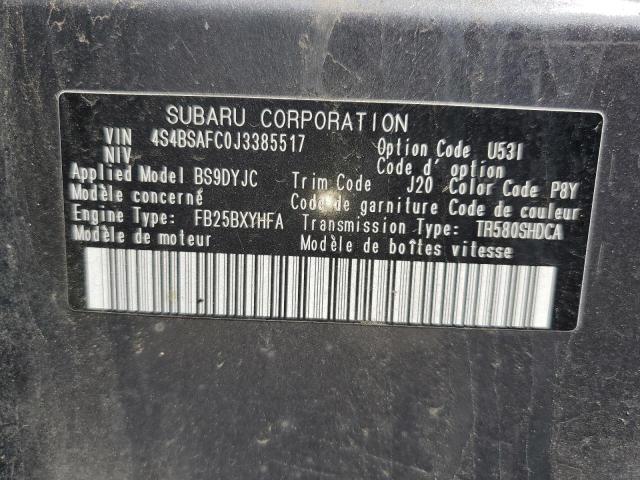 SUBARU CORPORATION
VIN 4S4BSAFC0J3385517 Option Code U531
NIV Code d' option
Applied Model BS9DYJC Trim Code J20 Color Code P8Y
Modèle concerné Code de garniture Code de couleur
Engine Type: FB25BXYHFA Transmission Type: TR580SHDCA
Modèle de moteur Modèle de boîtes vitesse